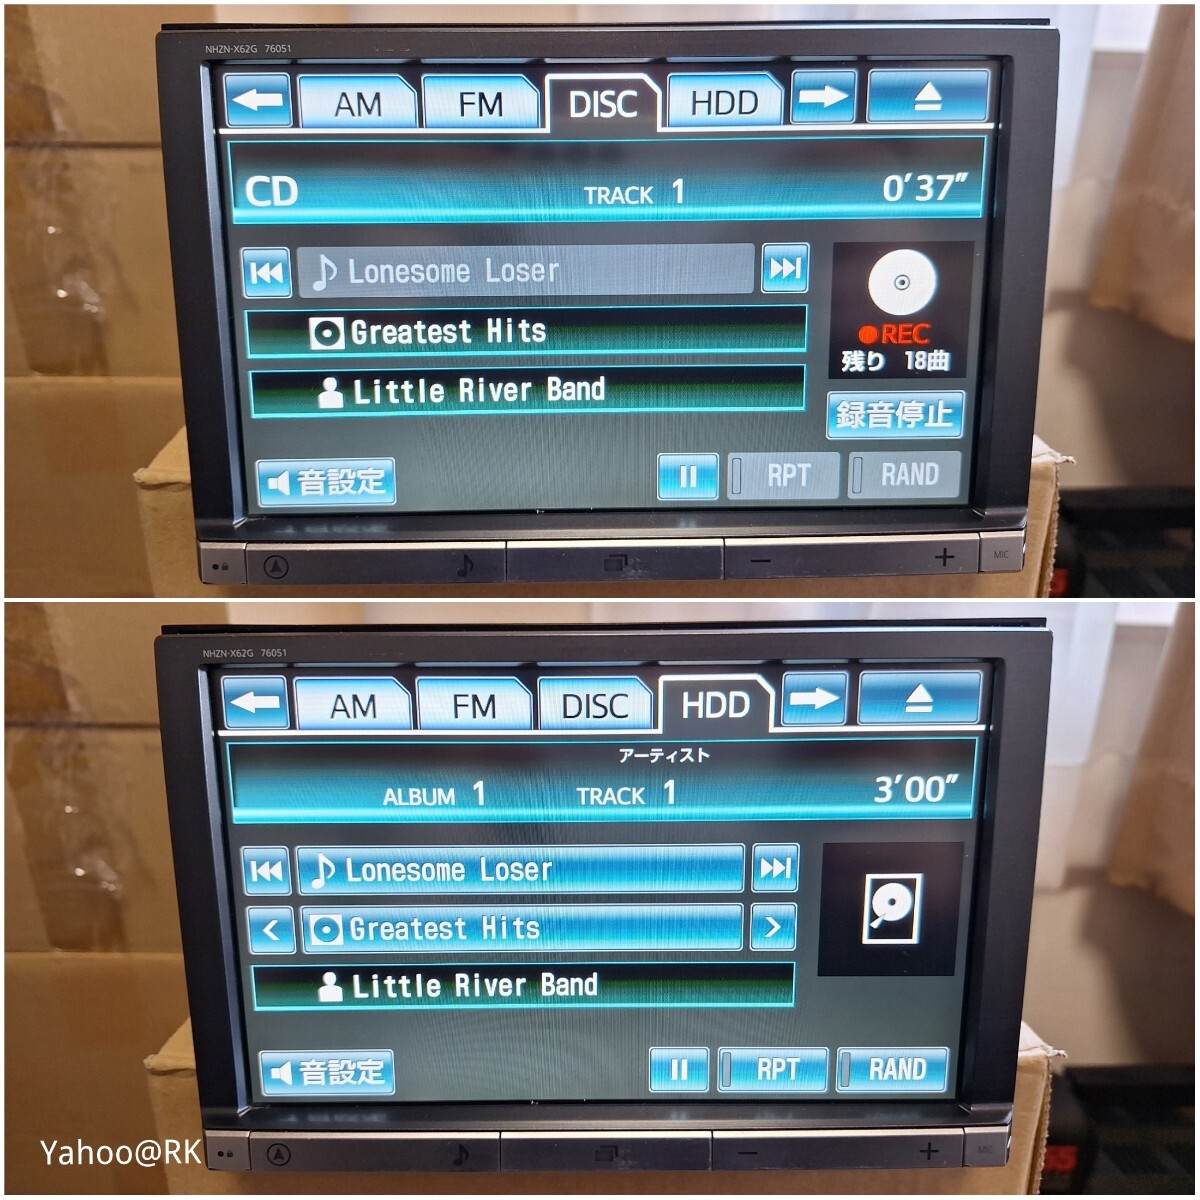 NHZN-X62G 76051
AM FM DISC HDD
CD TRACK 1 0'37"
Lonesome Loser
Greatest Hits
●REC
残り 18曲
Little River Band
録音停止
音設定 RPT RAND
MIC
NHZN-X62G 76051
AM FM DISC HDD
アーティスト
ALBUM 1 TRACK 1 3'00"
Lonesome Loser
Greatest Hits
Little River Band
音設定 RPT RAND
MIC
Yahoo@RK